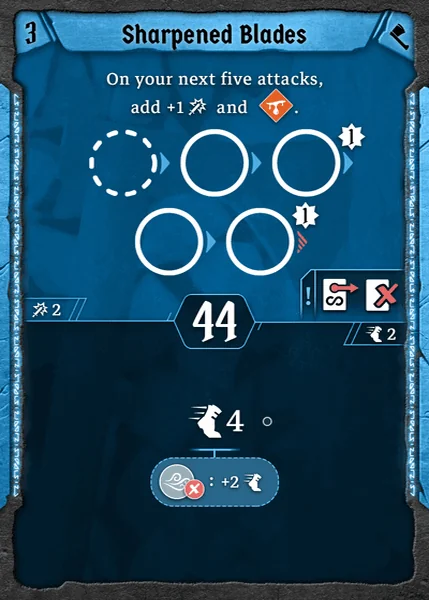 3 Sharpened Blades
On your next five attacks,
add +1 and .
1
1
!
2
44
2
4
: +2